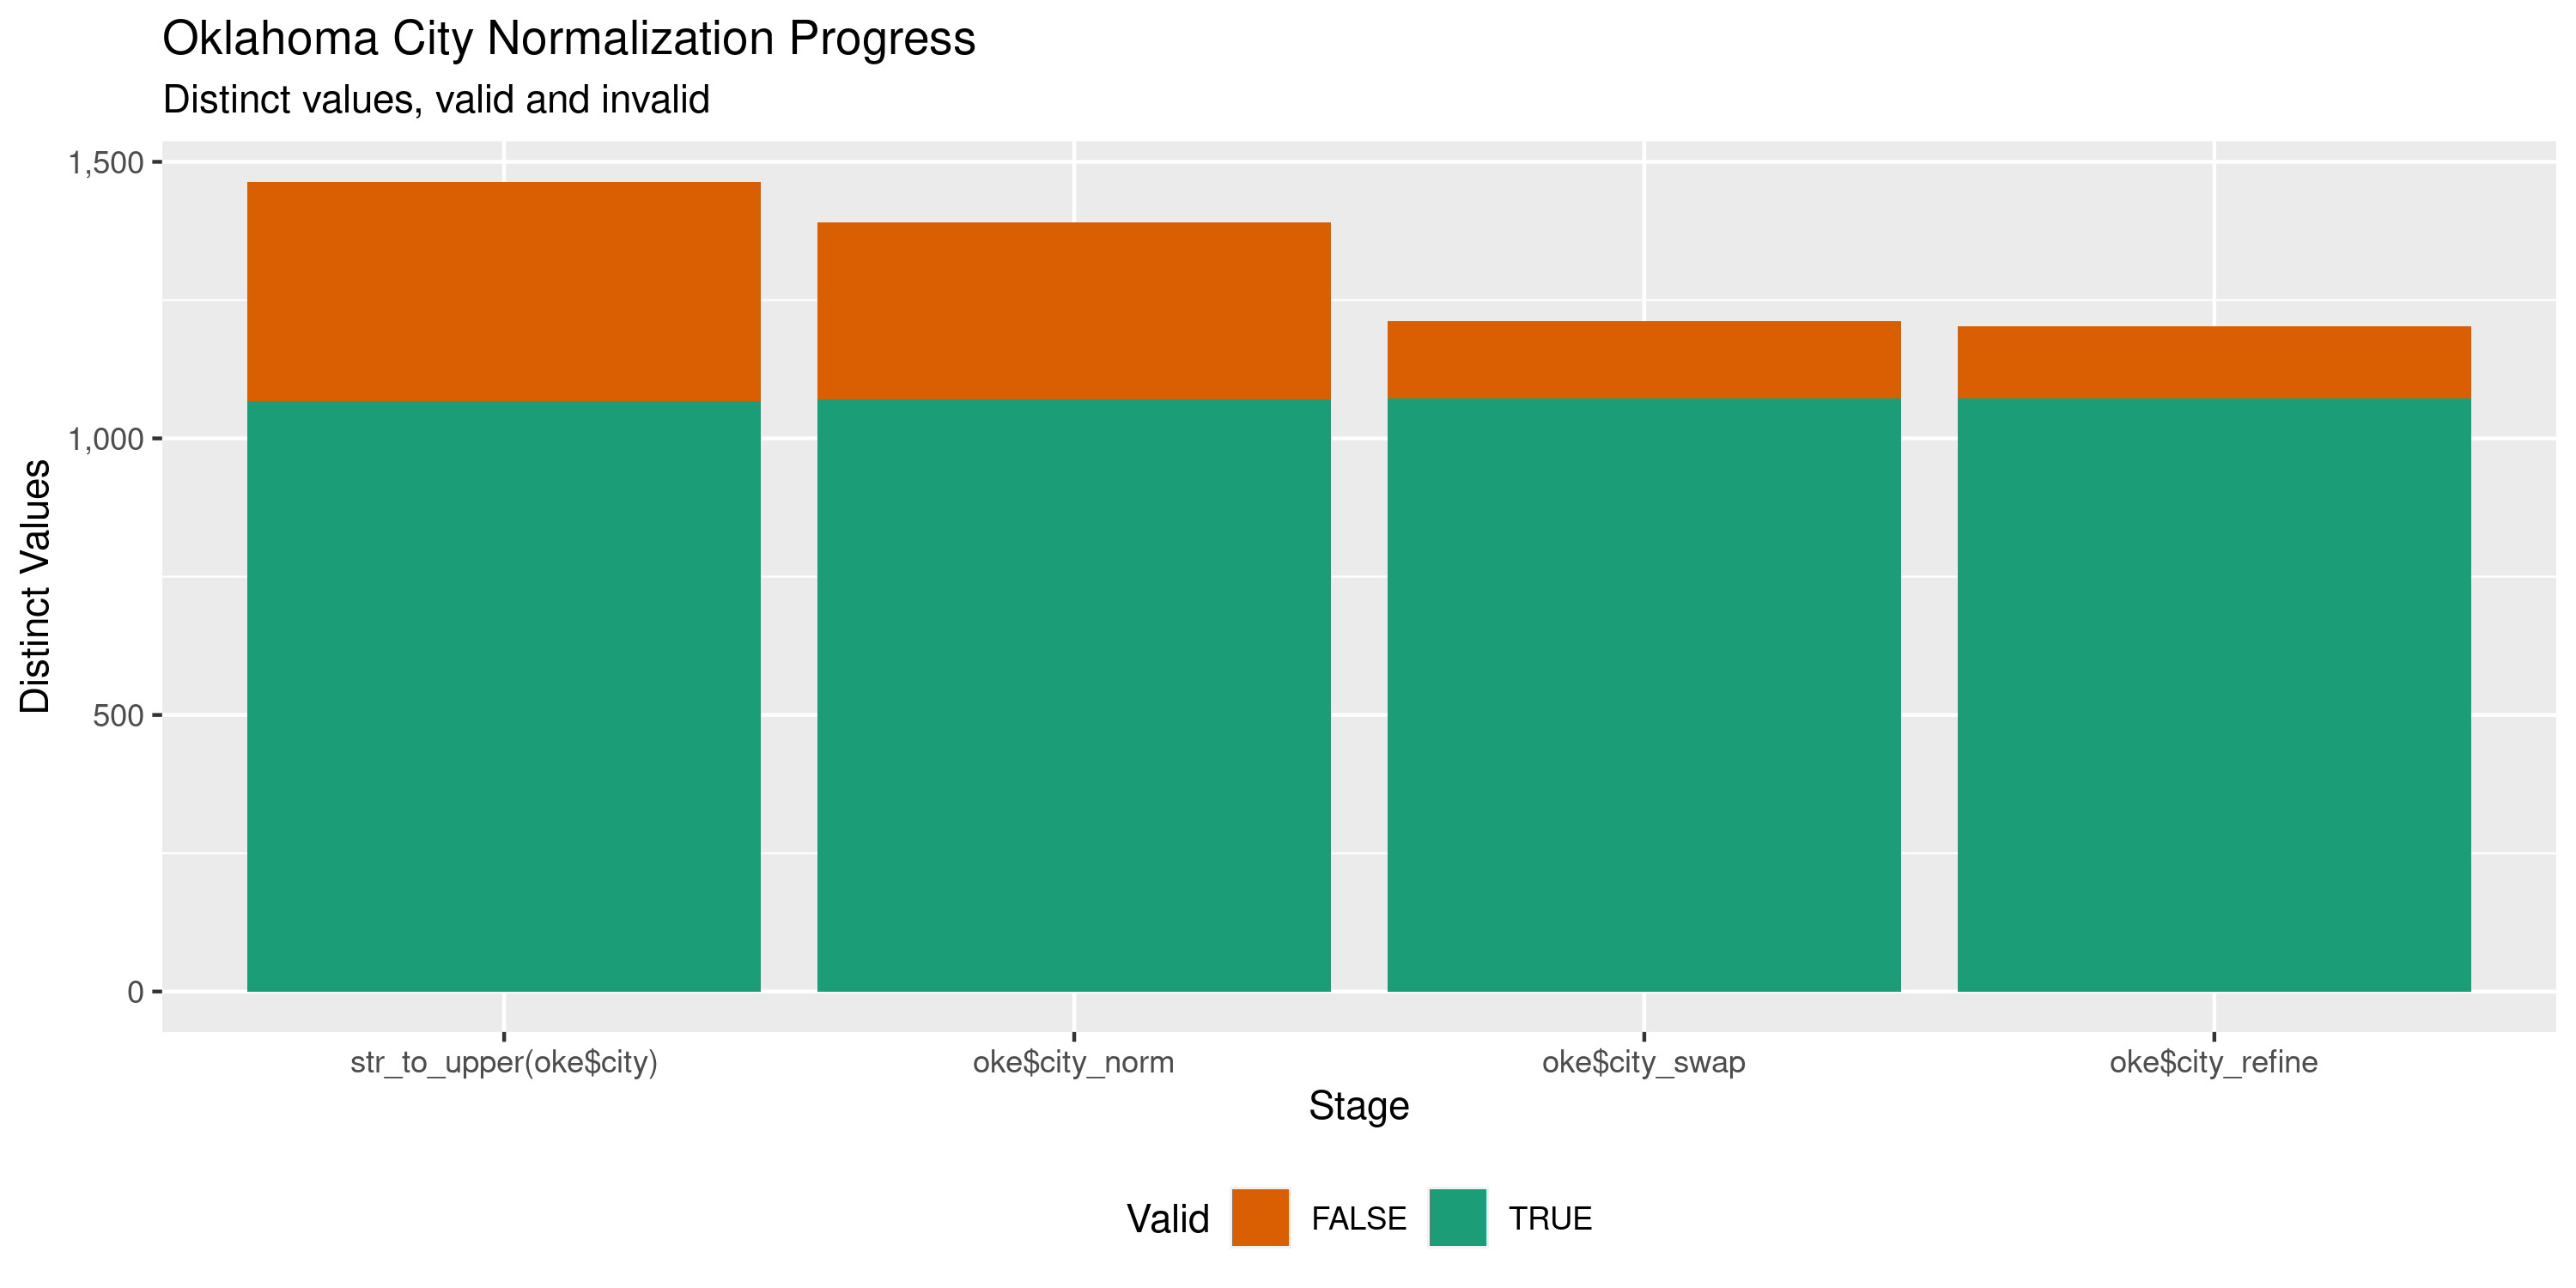 Oklahoma City Normalization Progress
Distinct values, valid and invalid
1,500
1,000
500
0
Distinct Values
str_to_upper(oke$city)
oke$city_norm
oke$city_swap
oke$city_refine
Stage
Valid
FALSE
TRUE